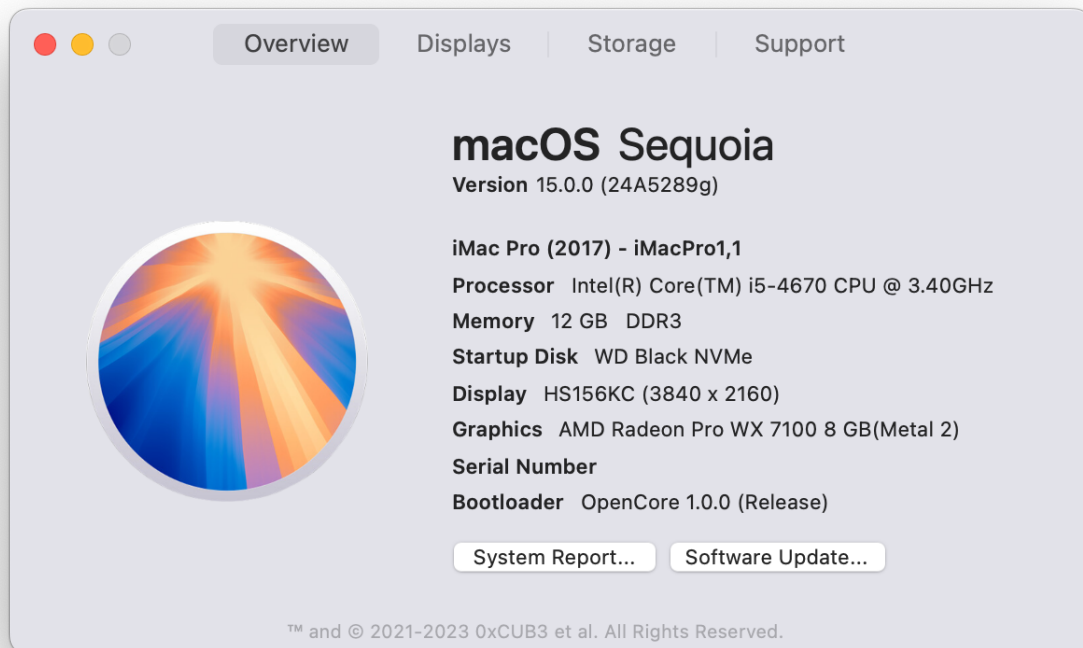 Overview Displays Storage Support
macOS Sequoia
Version 15.0.0 (24A5289g)
iMac Pro (2017) - iMacPro1,1
Processor Intel(R) Core(TM) i5-4670 CPU @ 3.40GHz
Memory 12 GB DDR3
Startup Disk WD Black NVMe
Display HS156KC (3840 x 2160)
Graphics AMD Radeon Pro WX 7100 8 GB(Metal 2)
Serial Number
Bootloader OpenCore 1.0.0 (Release)
System Report... Software Update...
™ and © 2021-2023 0xCUB3 et al. All Rights Reserved.